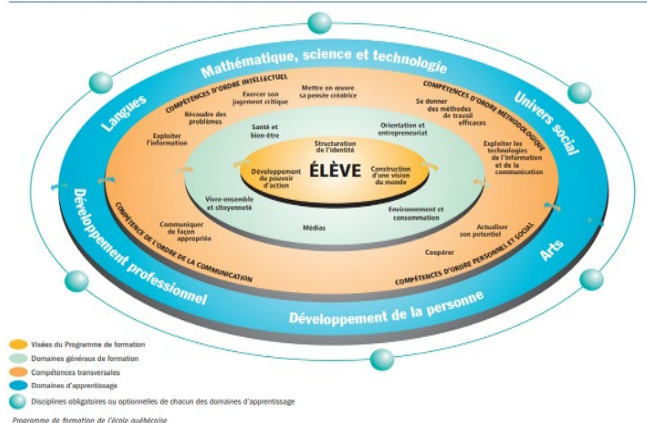 Mathématique, science et technologie
Langues
Univers social
COMPÉTENCES D'ORDRE INTELLECTUEL
Mettre en œuvre
sa pensée créatrice
COMPÉTENCES D'ORDRE MÉTHODOLOGIQUE
Exercer son
jugement critique
Se donner
des méthodes
de travail
efficaces
Résoudre des
problèmes
Exploiter
l'information
Santé et
bien-être
Orientation et
entrepreneuriat
Exploiter les
technologies
de l'information
et de la
communication
Structuration
de l'identité
ÉLÈVE
Développement
du pouvoir
d'action
Construction
d'une vision
du monde
Vivre-ensemble
et citoyenneté
Médias
Environnement et
consommation
Communiquer
de façon
appropriée
Actualiser
son potentiel
Coopérer
COMPÉTENCE DE L'ORDRE DE LA COMMUNICATION
COMPÉTENCES D'ORDRE PERSONNEL ET SOCIAL
Arts
Développement professionnel
Développement de la personne
Visées du Programme de formation
Domaines généraux de formation
Compétences transversales
Domaines d'apprentissage
Disciplines obligatoires ou optionnelles de chacun des domaines d'apprentissage
Programme de formation de l'école québécoise